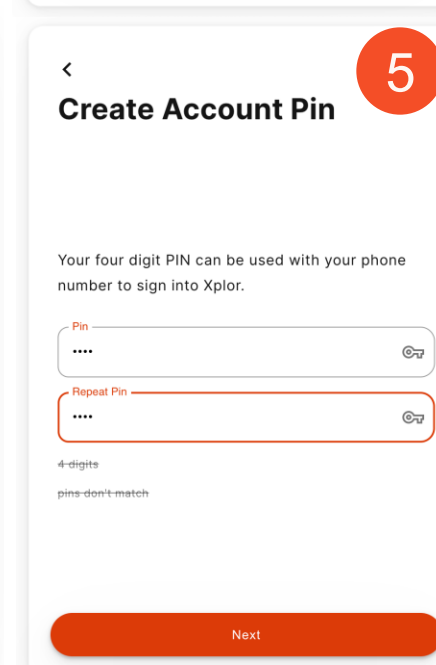 5
Create Account Pin
Your four digit PIN can be used with your phone
number to sign into Xplor.
Pin
••••
Repeat Pin
••••
4 digits
pins don't match
Next